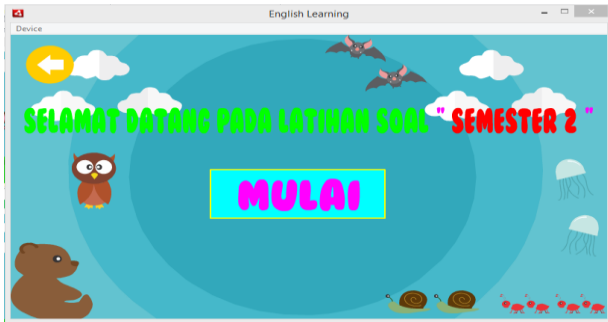 English Learning
Device
SELAMAT DATANG PADA LATIHAN SOAL " SEMESTER 2 "
MULAI